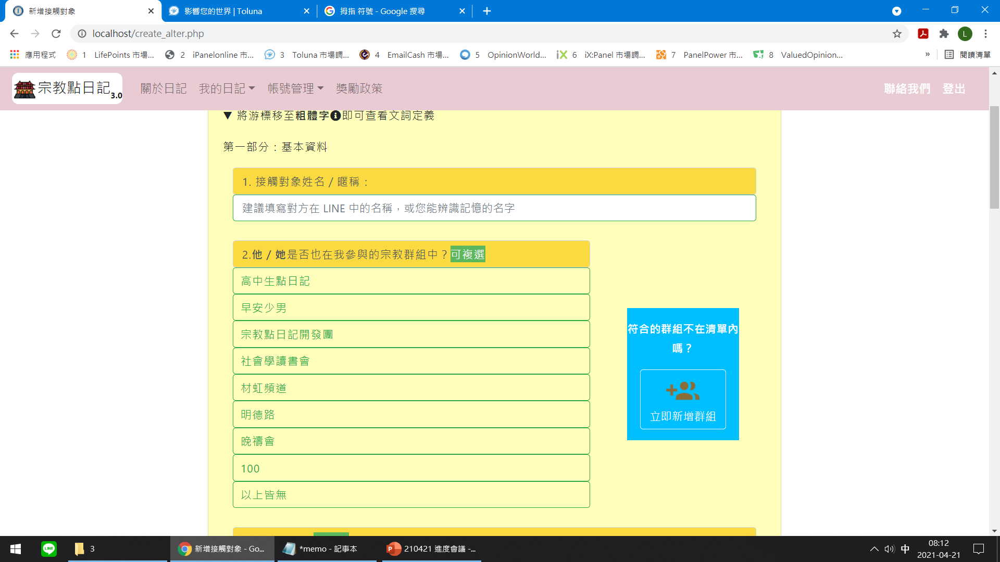 新增接觸對象
影響您的世界 | Toluna
拇指 符號 - Google 搜尋
localhost/create_alter.php
L
應用程式
1 LifePoints 市場...
2 iPanelonline 市...
3 Toluna 市場調...
4 EmailCash 市場...
5 OpinionWorld...
6 iX:Panel 市場調...
7 PanelPower 市...
8 ValuedOpinion...
»
閱讀清單
宗教點日記3.0
關於日記
我的日記
帳號管理
獎勵政策
聯絡我們
登出
▼ 將游標移至粗體字即可查看文詞定義
第一部分：基本資料
1. 接觸對象姓名 / 暱稱：
建議填寫對方在 LINE 中的名稱，或您能辨識記憶的名字
2.他 / 她是否也在我參與的宗教群組中？可複選
高中生點日記
早安少男
宗教點日記開發團
社會學讀書會
材虹頻道
明德路
晚禱會
100
以上皆無
符合的群組不在清單內
嗎？
立即新增群組
LINE
3
新增接觸對象 - Go...
*memo - 記事本
210421 進度會議 -...
中
08:12
2021-04-21